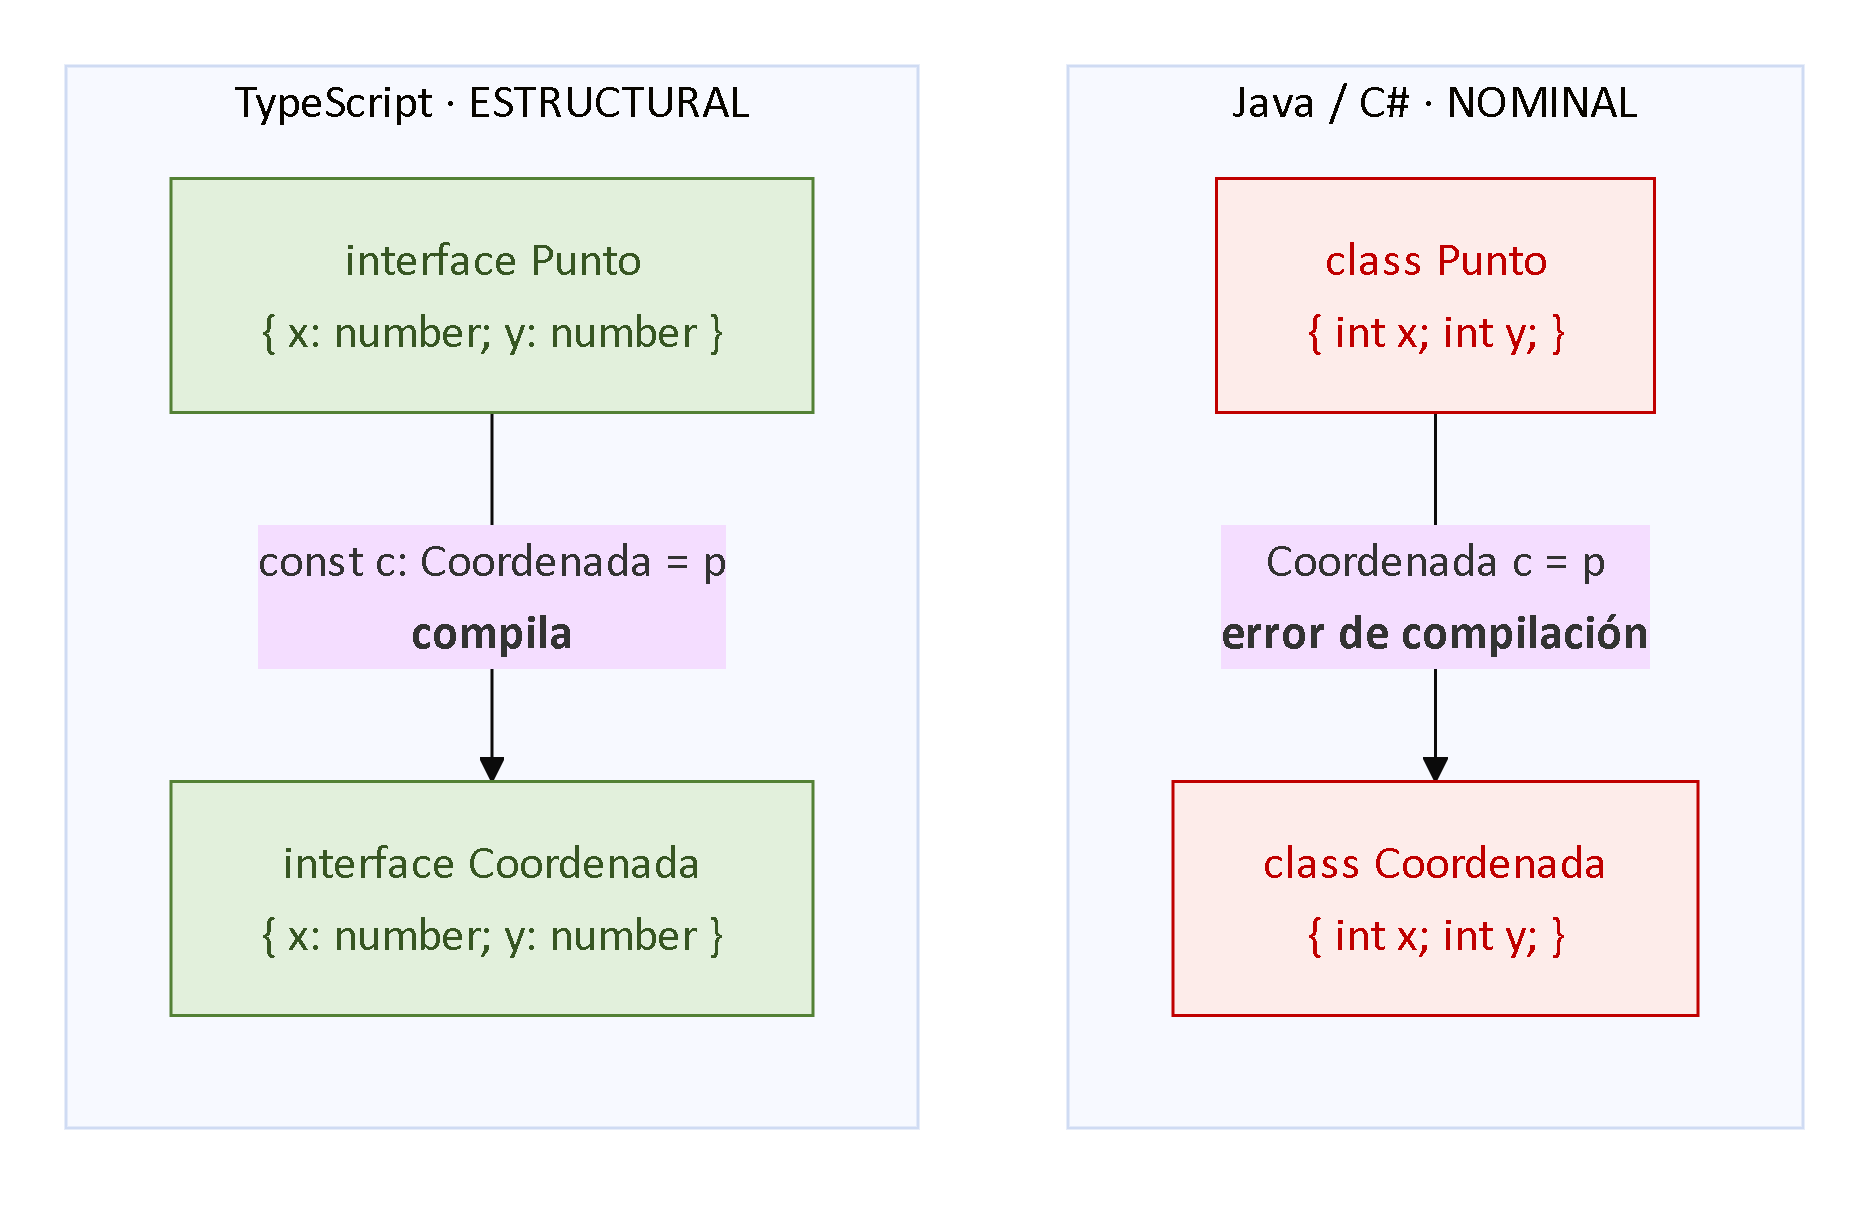 TypeScript · ESTRUCTURAL
interface Punto
{ x: number; y: number }
const c: Coordenada = p
compila
interface Coordenada
{ x: number; y: number }
Java / C# · NOMINAL
class Punto
{ int x; int y; }
Coordenada c = p
error de compilación
class Coordenada
{ int x; int y; }